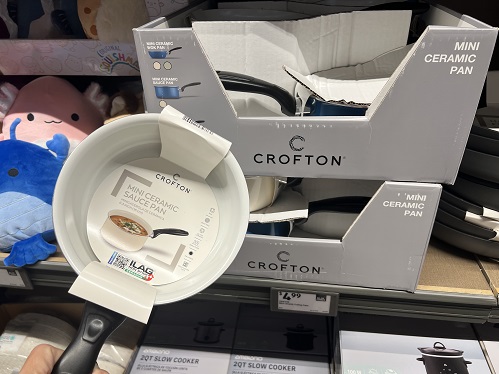 MINI CERAMIC
WOK PAN
MINI CERAMIC
SAUCE PAN
MINI
CERAMIC
PAN
CROFTON
CROFTON
MINI CERAMIC
SAUCE PAN
ILAG
MINI
CERAMIC
PAN
CROFTON
$4.99
2QT SLOW COOKER
2QT SLOW COOKER